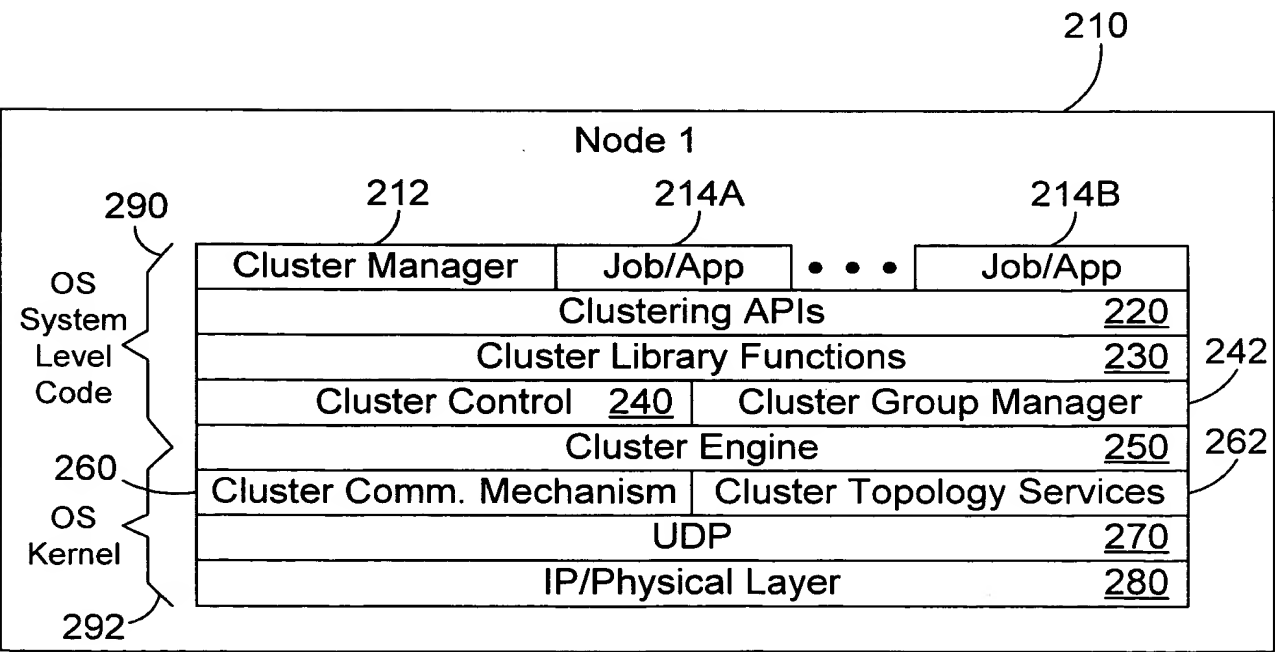 210
Node 1
290 212 214A 214B
Cluster Manager Job/App • • • Job/App
OS System Level Code
Clustering APIs 220
Cluster Library Functions 230
242
Cluster Control 240 Cluster Group Manager
Cluster Engine 250
260 262
Cluster Comm. Mechanism Cluster Topology Services
OS Kernel
UDP 270
IP/Physical Layer 280
292